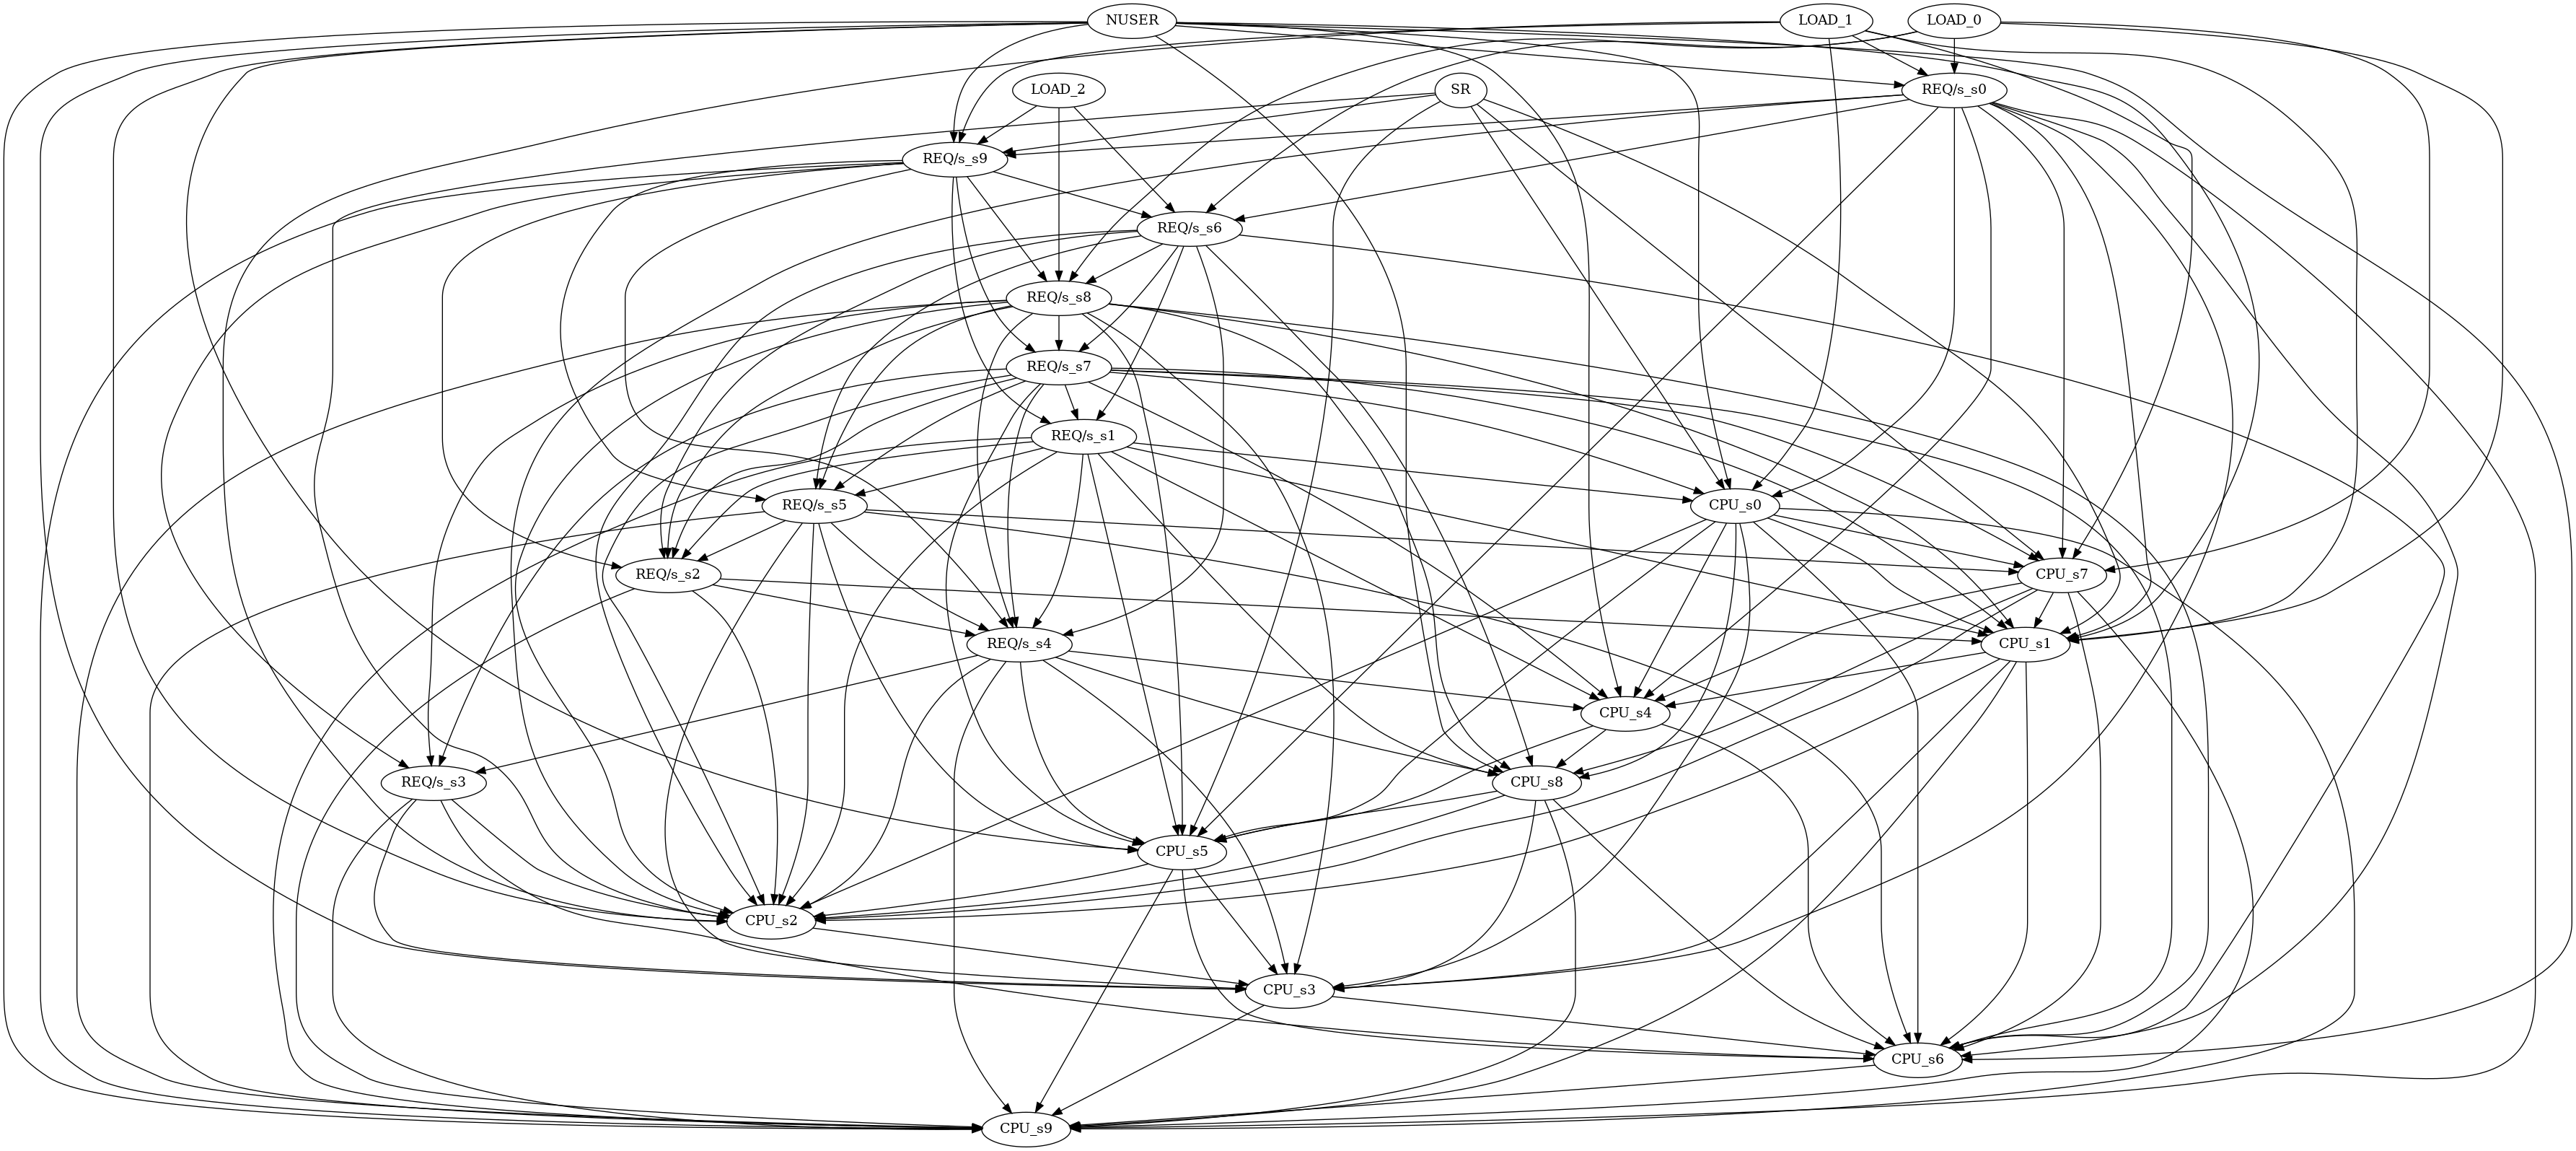 NUSER
LOAD_1
LOAD_0
LOAD_2
SR
REQ/s_s0
REQ/s_s9
REQ/s_s6
REQ/s_s8
REQ/s_s7
REQ/s_s1
REQ/s_s5
CPU_s0
REQ/s_s2
CPU_s7
REQ/s_s4
CPU_s1
CPU_s4
REQ/s_s3
CPU_s8
CPU_s5
CPU_s2
CPU_s3
CPU_s6
CPU_s9